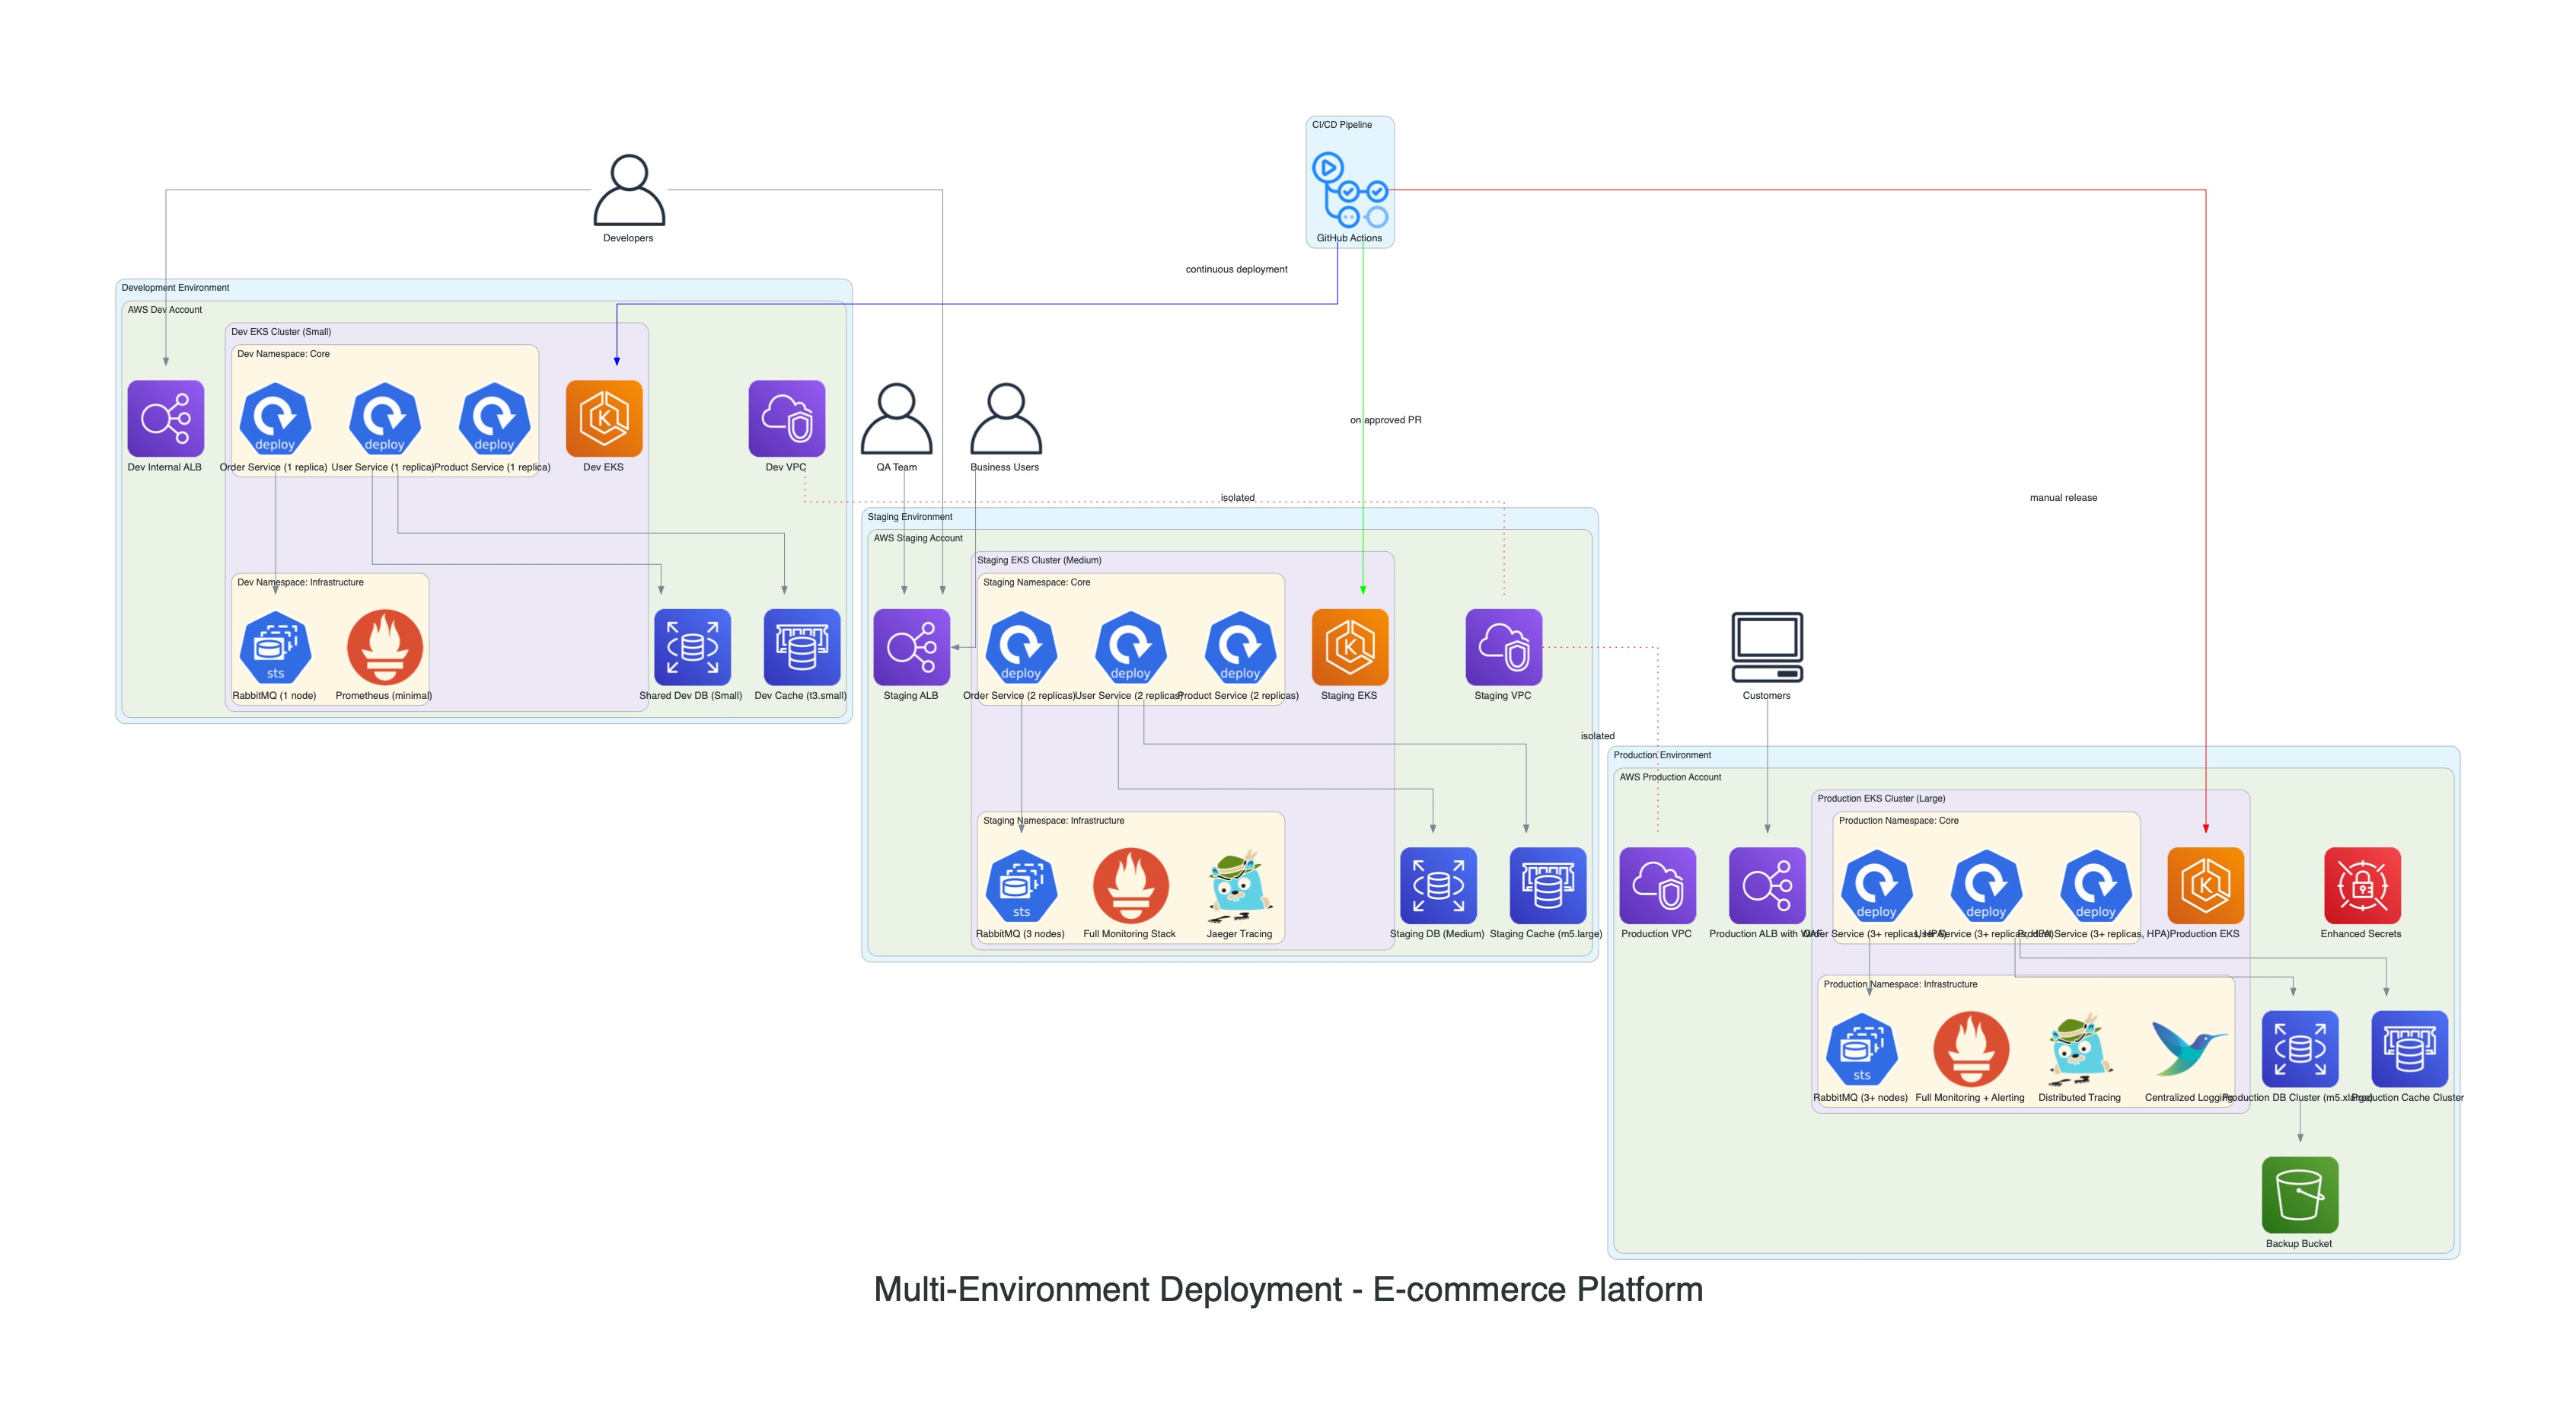 CI/CD Pipeline
GitHub Actions
Developers
continuous deployment
Development Environment
AWS Dev Account
Dev EKS Cluster (Small)
Dev Namespace: Core
deploy
deploy
deploy
Dev Internal ALB
Order Service (1 replica)
User Service (1 replica)
Product Service (1 replica)
Dev EKS
Dev VPC
QA Team
Business Users
on approved PR
isolated
manual release
Dev Namespace: Infrastructure
sts
RabbitMQ (1 node)
Prometheus (minimal)
Shared Dev DB (Small)
Dev Cache (t3.small)
Staging Environment
AWS Staging Account
Staging EKS Cluster (Medium)
Staging Namespace: Core
deploy
deploy
deploy
Staging ALB
Order Service (2 replicas)
User Service (2 replicas)
Product Service (2 replicas)
Staging EKS
Staging VPC
Customers
isolated
Staging Namespace: Infrastructure
sts
RabbitMQ (3 nodes)
Full Monitoring Stack
Jaeger Tracing
Staging DB (Medium)
Staging Cache (m5.large)
Production Environment
AWS Production Account
Production EKS Cluster (Large)
Production Namespace: Core
deploy
deploy
deploy
Production VPC
Production ALB with WAF
Order Service (3+ replicas, HPA)
User Service (3+ replicas, HPA)
Product Service (3+ replicas, HPA)
Production EKS
Enhanced Secrets
Production Namespace: Infrastructure
sts
RabbitMQ (3+ nodes)
Full Monitoring + Alerting
Distributed Tracing
Centralized Logging
Production DB Cluster (m5.xlarge)
Production Cache Cluster
Backup Bucket
Multi-Environment Deployment - E-commerce Platform